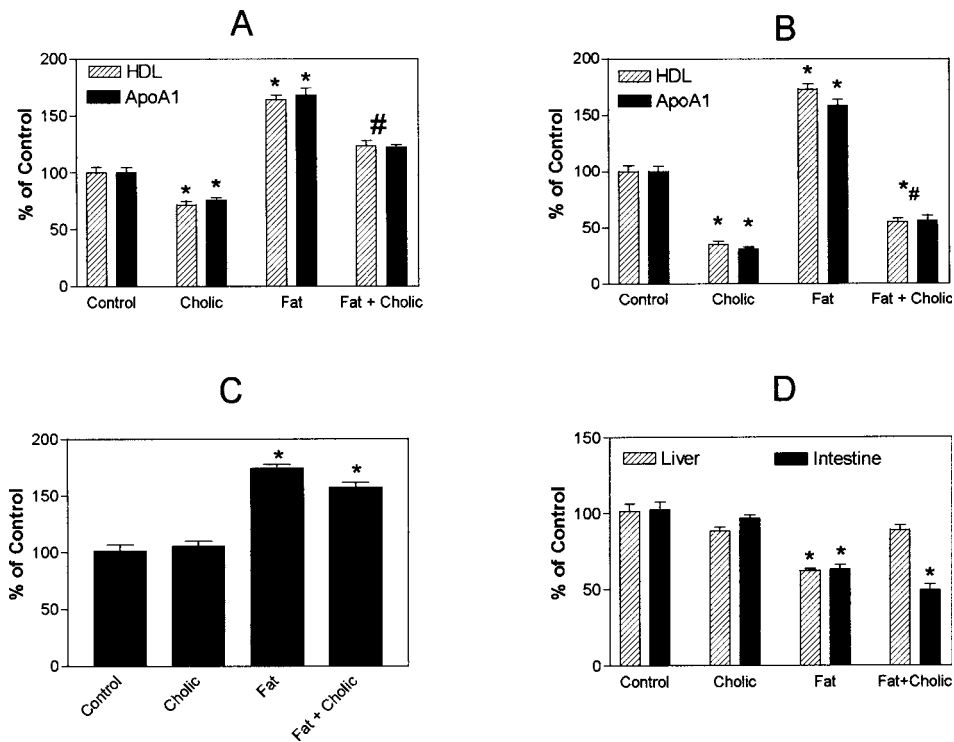 A
HDL
ApoA1
* * * * #
% of Control
200
150
100
50
0
Control Cholic Fat Fat + Cholic
B
HDL
ApoA1
* * * * *#
% of Control
200
150
100
50
0
Control Cholic Fat Fat + Cholic
C
* *
% of Control
200
150
100
50
0
Control Cholic Fat Fat + Cholic
D
Liver Intestine
* * *
% of Control
150
100
50
0
Control Cholic Fat Fat+Cholic